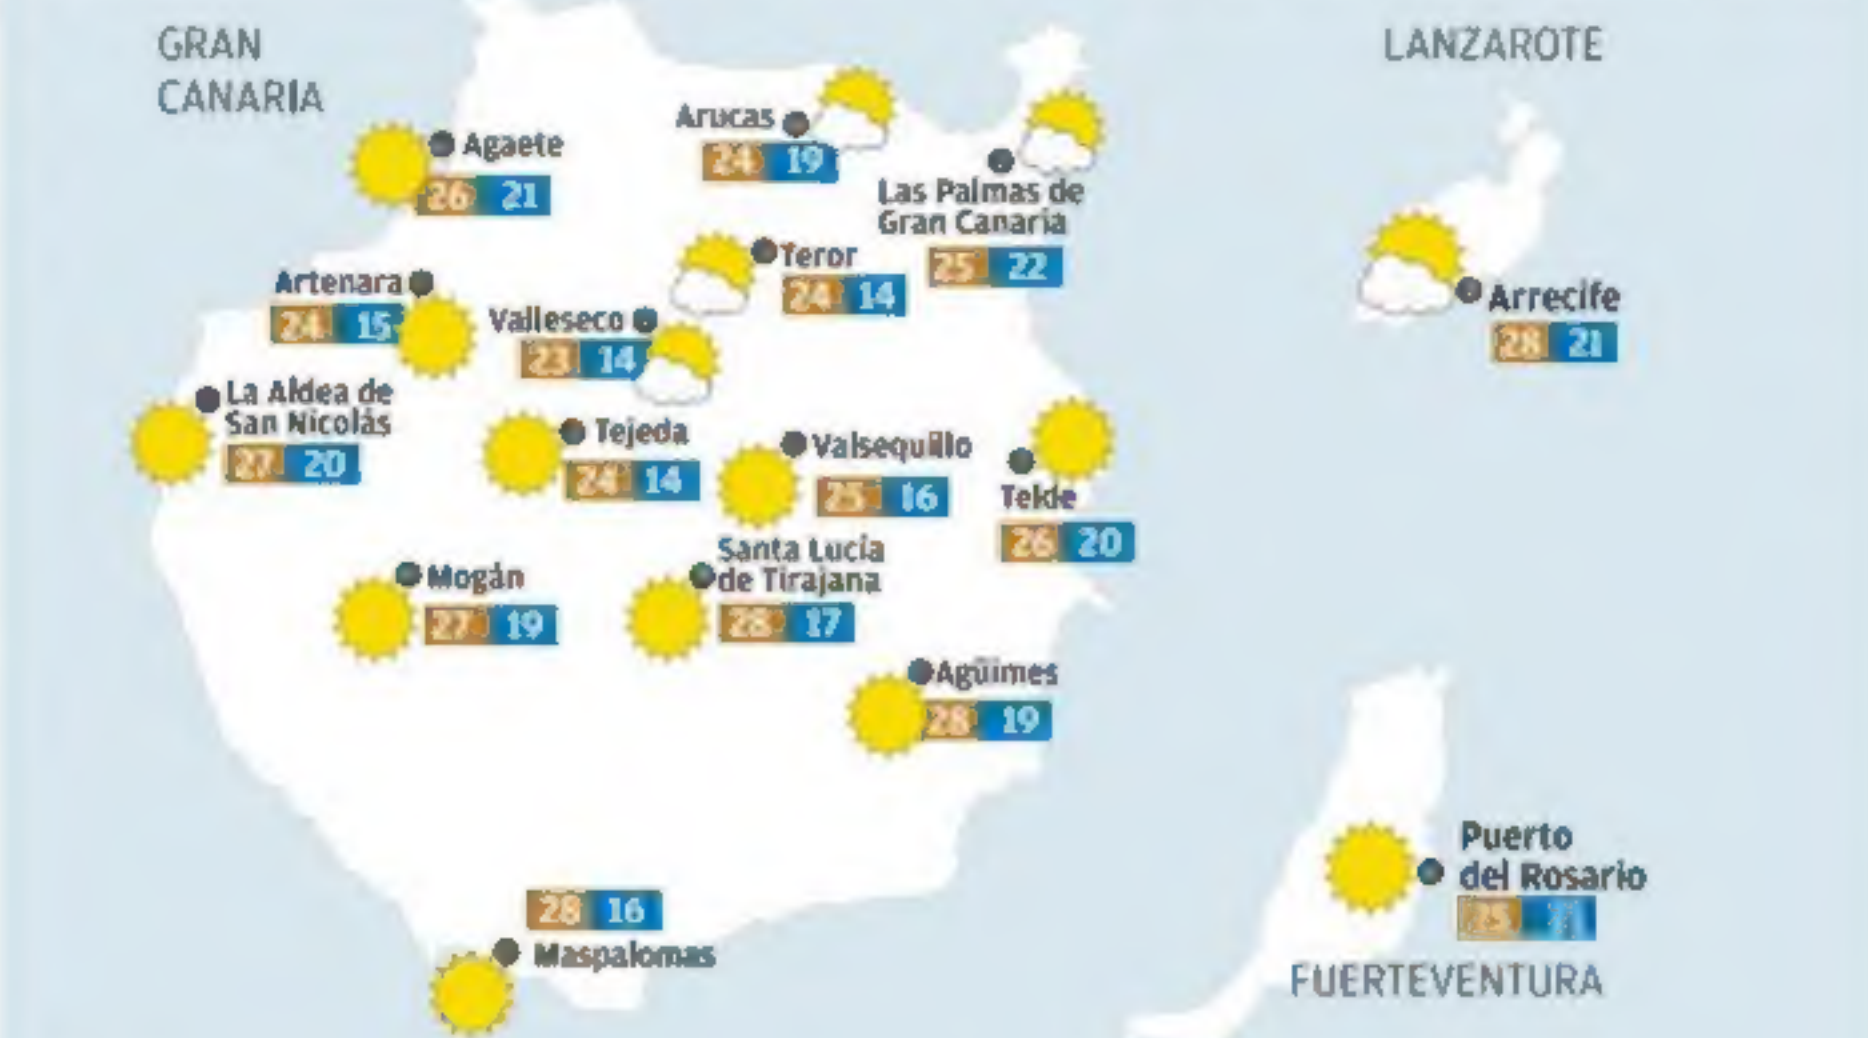 GRAN
CANARIA
LANZAROTE
Agaete
26 21
Arucas
24 19
Las Palmas de
Gran Canaria
25 22
Teror
24 14
Artenara
24 15
Valleseco
23 14
Arrecife
28 21
La Aldea de
San Nicolás
27 20
Tejeda
24 14
Valsequillo
25 16
Telde
26 20
Mogán
27 19
Santa Lucía
de Tirajana
28 17
Agüimes
28 19
Puerto
del Rosario
25
28 16
Maspalomas
FUERTEVENTURA